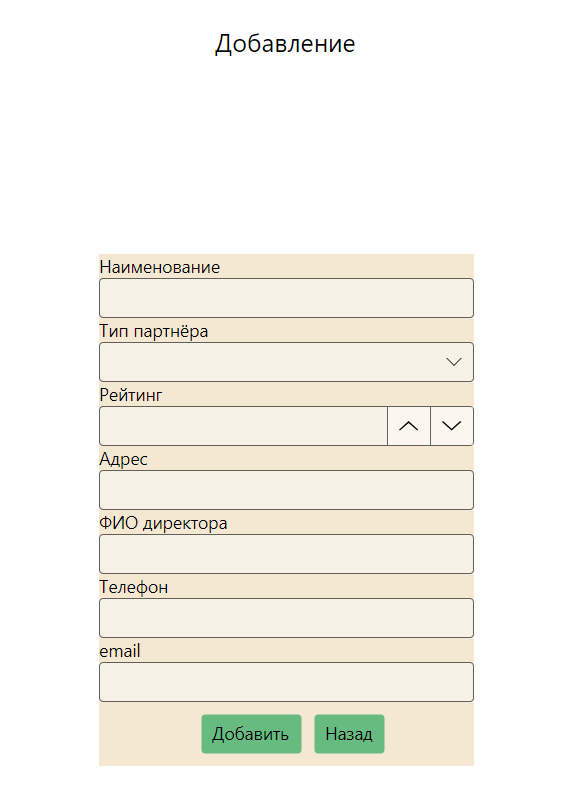 Добавление
Наименование
Тип партнёра
Рейтинг
Адрес
ФИО директора
Телефон
email
Добавить Назад